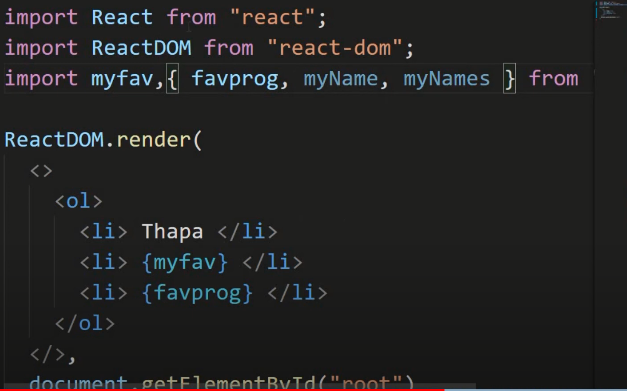 import React from "react";
import ReactDOM from "react-dom";
import myfav,{ favprog, myName, myNames } from
ReactDOM.render(
<>
<ol>
<li> Thapa </li>
<li> {myfav} </li>
<li> {favprog} </li>
</ol>
</>,
document.getElementById("root")